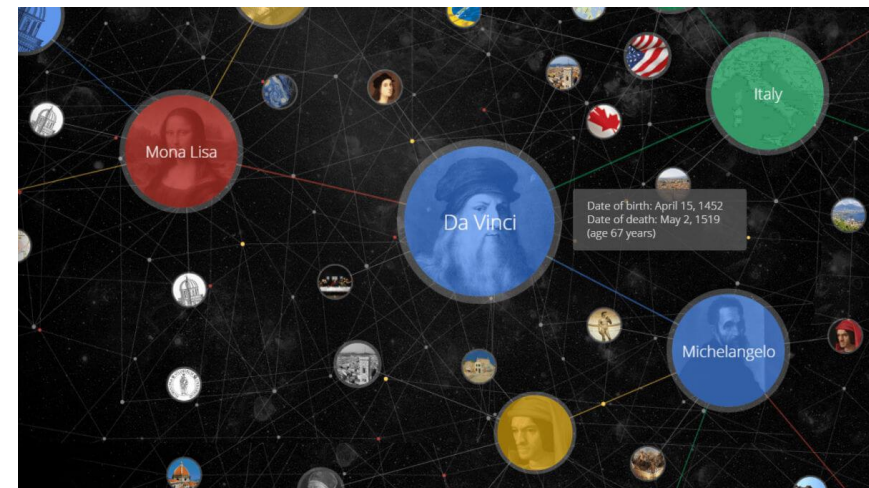 Italy
Mona Lisa
Da Vinci
Date of birth: April 15, 1452
Date of death: May 2, 1519
(age 67 years)
Michelangelo